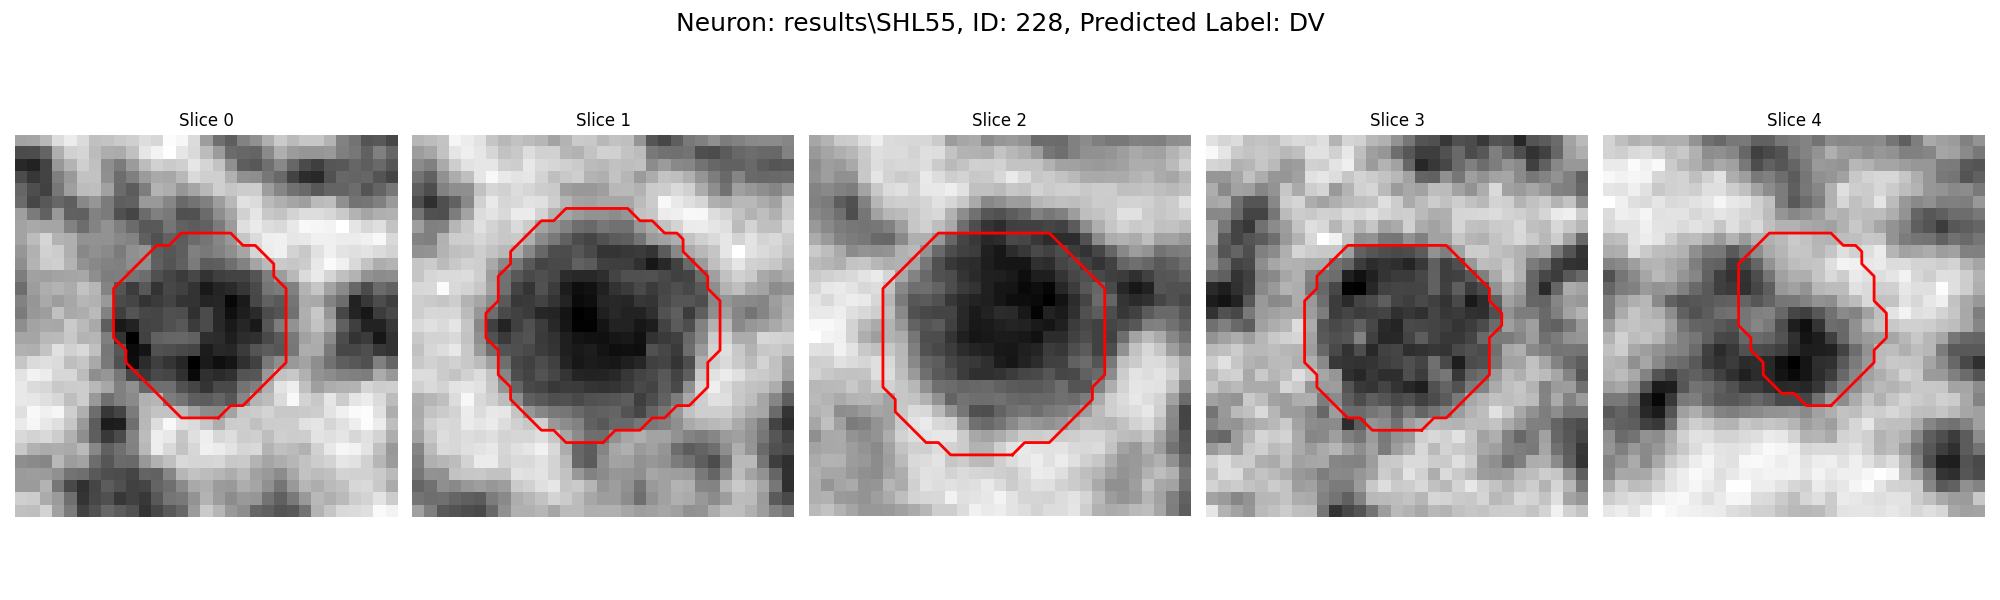 Neuron: results\SHL55, ID: 228, Predicted Label: DV
Slice 0
Slice 1
Slice 2
Slice 3
Slice 4